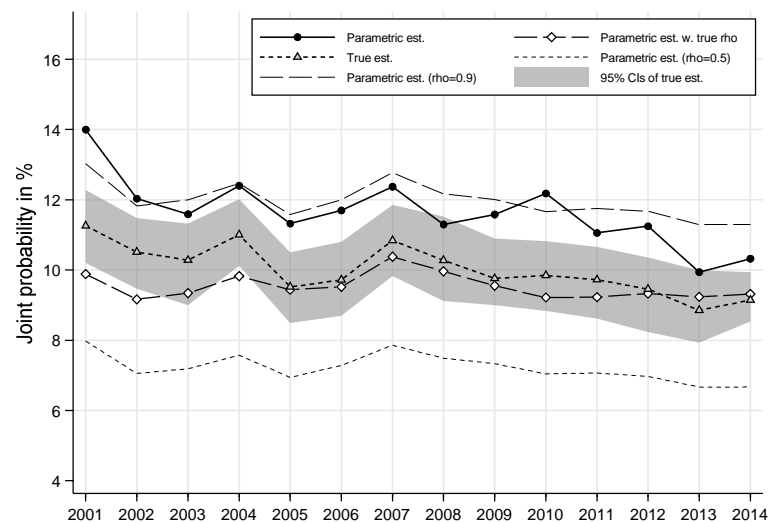 Parametric est.
Parametric est. w. true rho
True est.
Parametric est. (rho=0.5)
Parametric est. (rho=0.9)
95% CIs of true est.
Joint probability in %
16
14
12
10
8
6
4
2001 2002 2003 2004 2005 2006 2007 2008 2009 2010 2011 2012 2013 2014